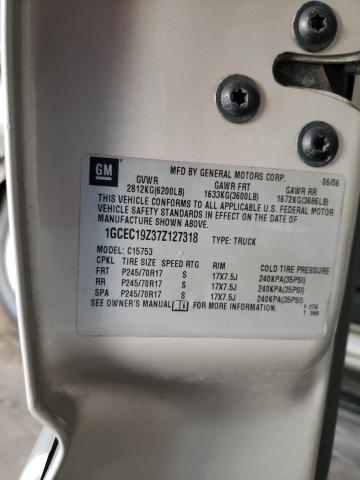 GM
MFD BY GENERAL MOTORS CORP. 06/06
GVWR GAWR FRT GAWR RR
2812KG(6200LB) 1633KG(3600LB) 1672KG(3686LB)
THIS VEHICLE CONFORMS TO ALL APPLICABLE U.S. FEDERAL MOTOR
VEHICLE SAFETY STANDARDS IN EFFECT ON THE DATE OF
MANUFACTURE SHOWN ABOVE.
1GCEC19Z37Z127318 TYPE: TRUCK
MODEL: C15753
CPKL TIRE SIZE SPEED RTG RIM COLD TIRE PRESSURE
FRT P245/70R17 S 17X7.5J 240KPA(35PSI)
RR P245/70R17 S 17X7.5J 240KPA(35PSI)
SPA P245/70R17 S 17X7.5J 240KPA(35PSI)
SEE OWNER'S MANUAL FOR MORE INFORMATION.